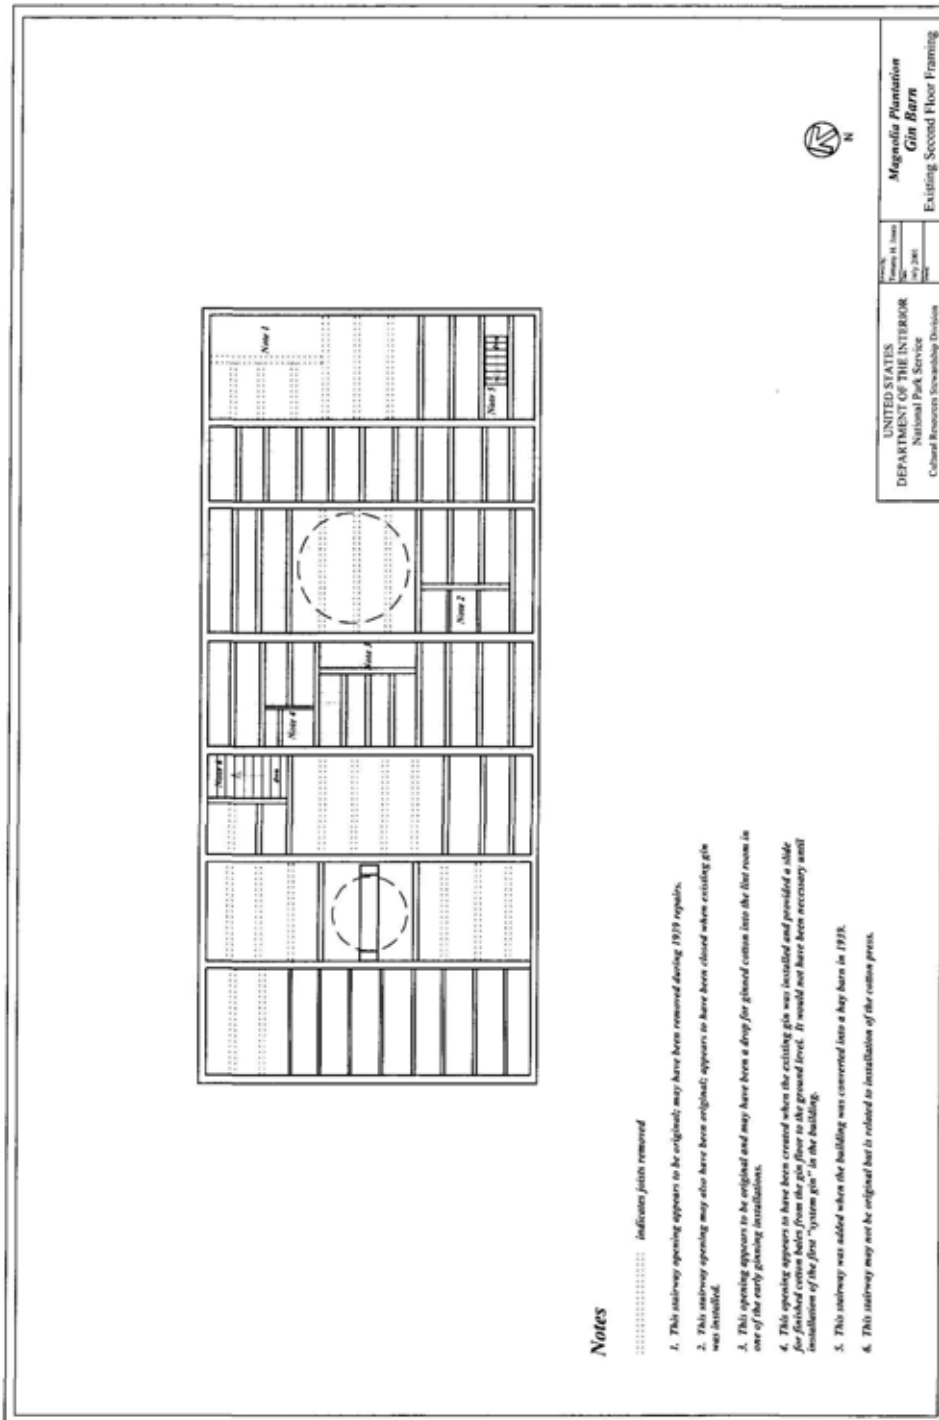 Note 1
Note 5
Note 2
Note 3
Note 4
Note 6
dn
N
Notes
indicates joists removed
1. This stairway opening appears to be original; may have been removed during 1939 repairs.
2. This stairway opening may also have been original; appears to have been closed when existing gin
was installed.
3. This opening appears to be original and may have been a drop for ginned cotton into the lint room in
one of the early ginning installations.
4. This opening appears to have been created when the existing gin was installed and provided a slide
for finished cotton bales from the gin floor to the ground level. It would not have been necessary until
installation of the first "system gin" in the building.
5. This stairway was added when the building was converted into a hay barn in 1939.
6. This stairway may not be original but is related to installation of the cotton press.
UNITED STATES
DEPARTMENT OF THE INTERIOR
National Park Service
Cultural Resources Stewardship Division
Tommy H. Jones
July 2001
Magnolia Plantation
Gin Barn
Existing Second Floor Framing